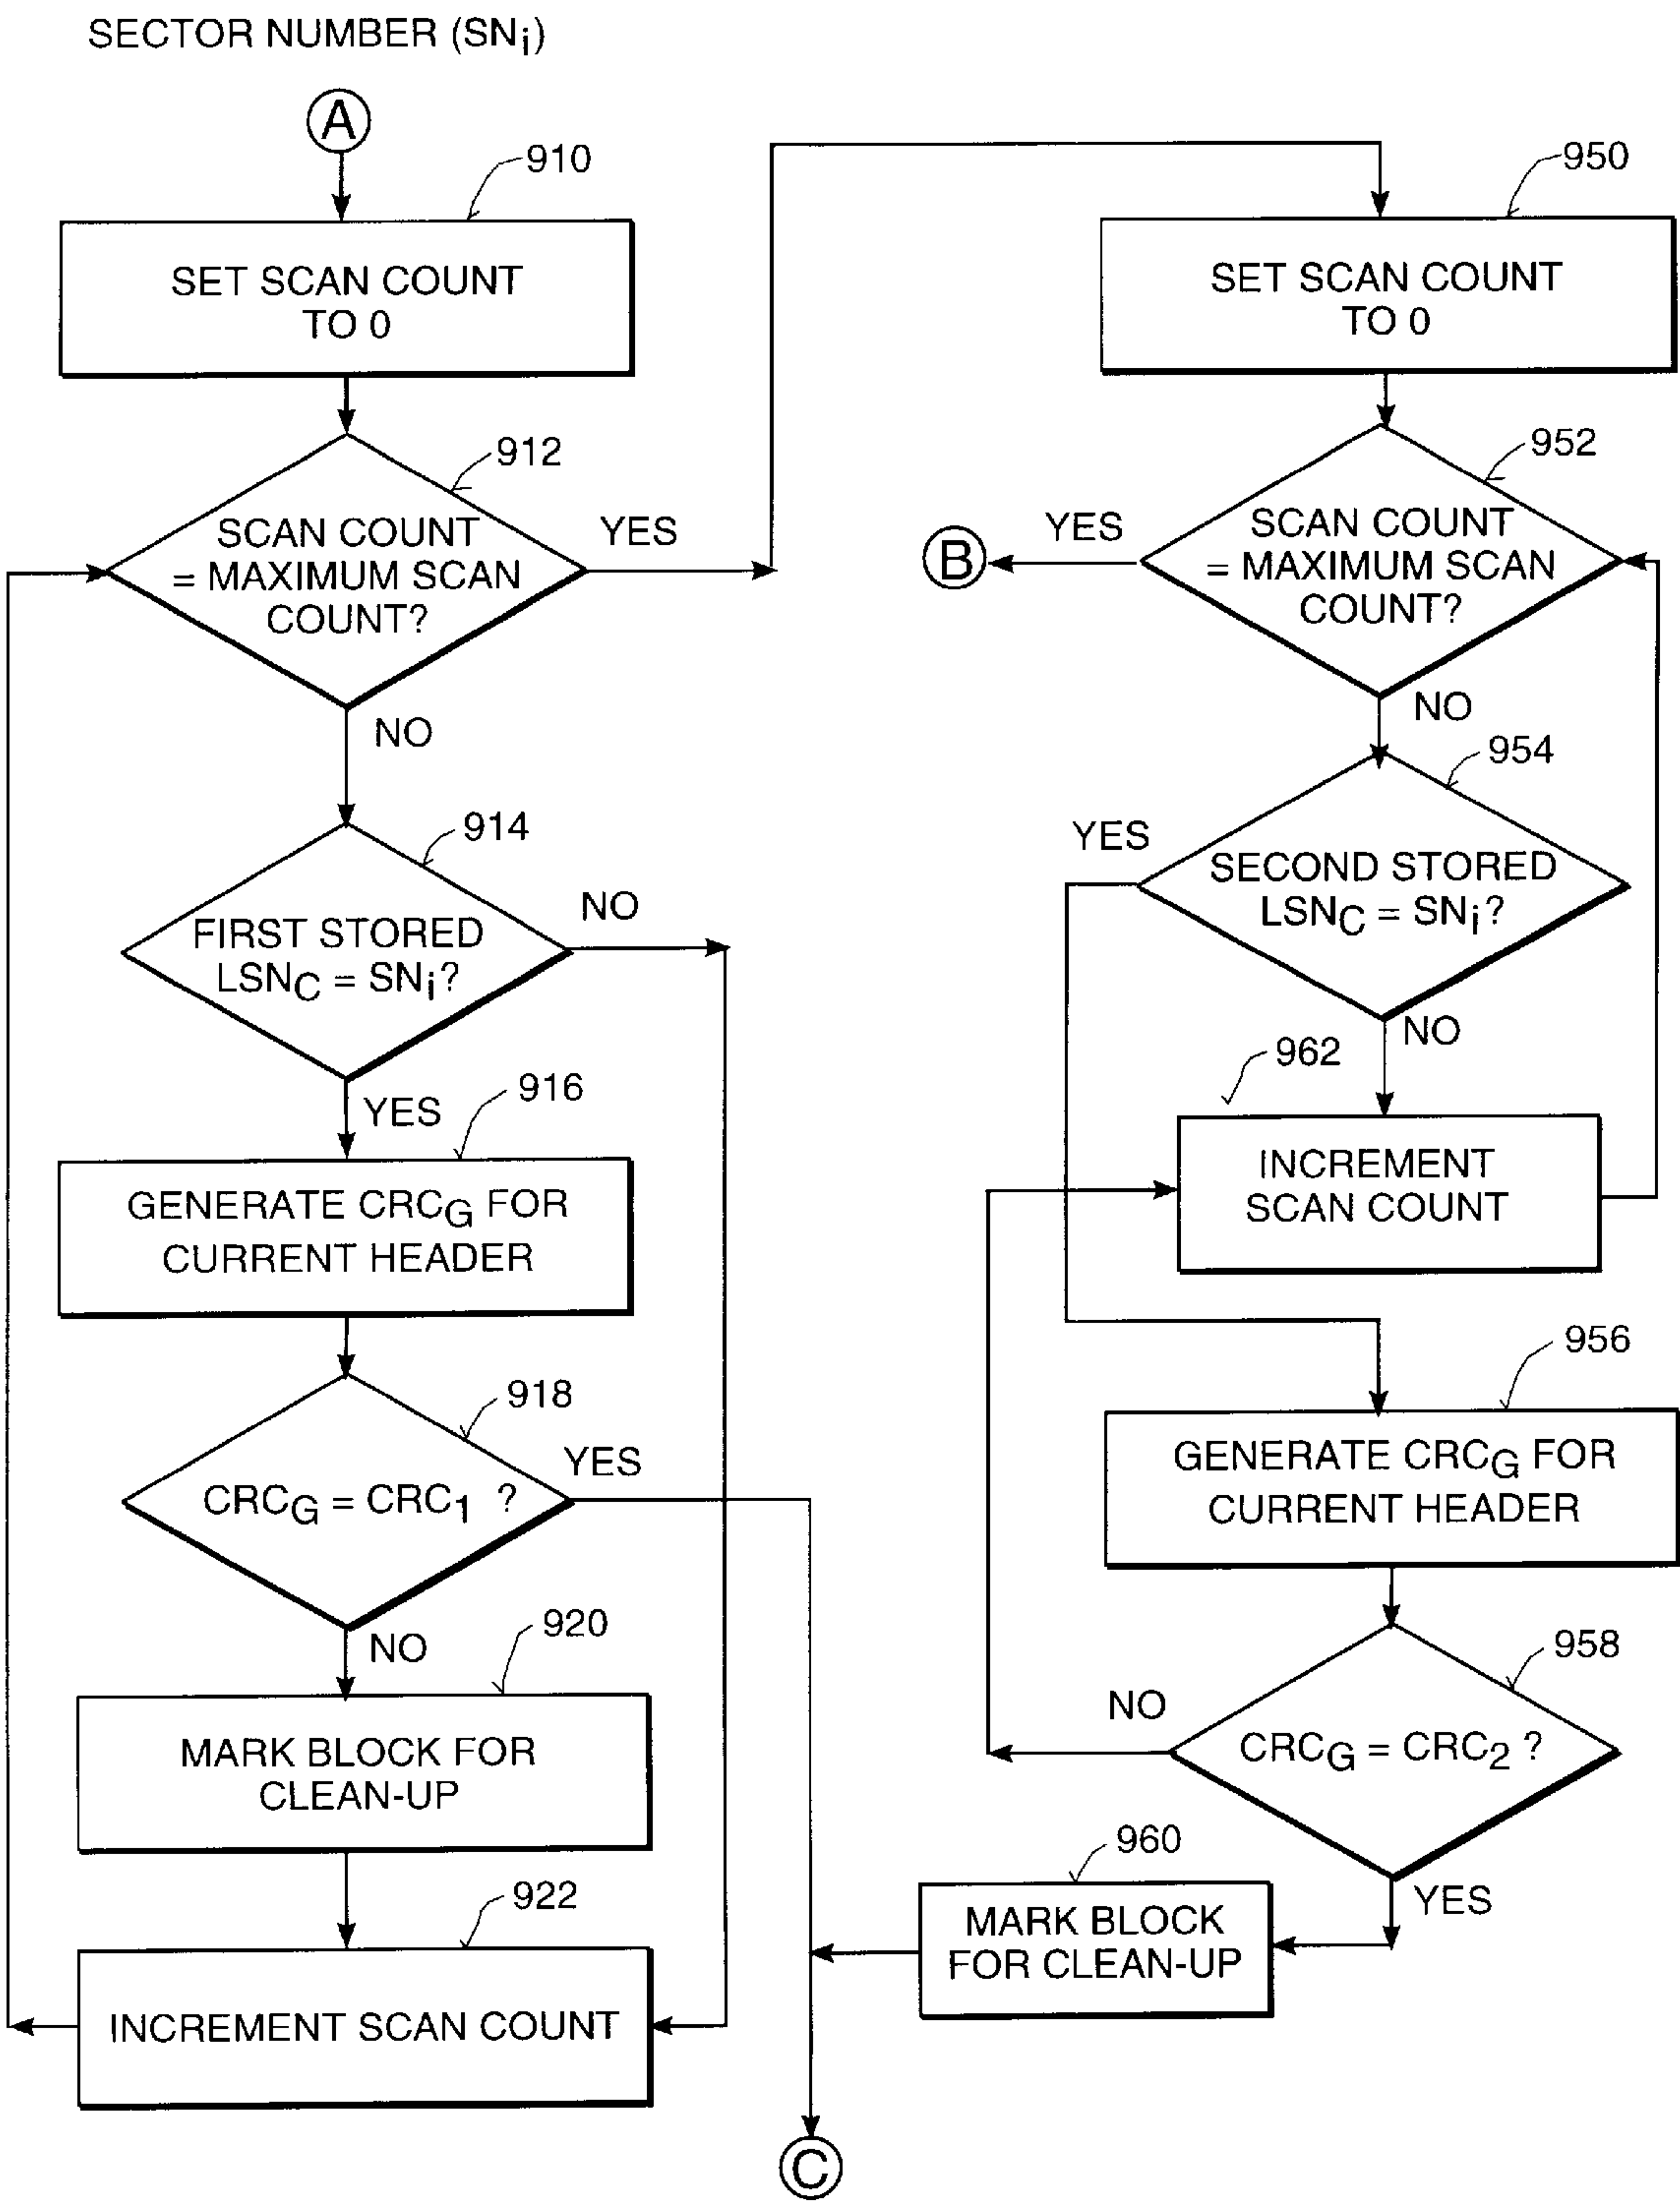 SECTOR NUMBER (SNi)
A
910
SET SCAN COUNT
TO 0
912
SCAN COUNT
= MAXIMUM SCAN
COUNT?
YES
NO
914
FIRST STORED
LSNC = SNi?
NO
YES
916
GENERATE CRCG FOR
CURRENT HEADER
918
CRCG = CRC1 ?
YES
NO
920
MARK BLOCK FOR
CLEAN-UP
922
INCREMENT SCAN COUNT
950
SET SCAN COUNT
TO 0
952
SCAN COUNT
= MAXIMUM SCAN
COUNT?
YES
B
NO
954
YES
SECOND STORED
LSNC = SNi?
NO
962
INCREMENT
SCAN COUNT
956
GENERATE CRCG FOR
CURRENT HEADER
958
NO
CRCG = CRC2 ?
YES
960
MARK BLOCK
FOR CLEAN-UP
C